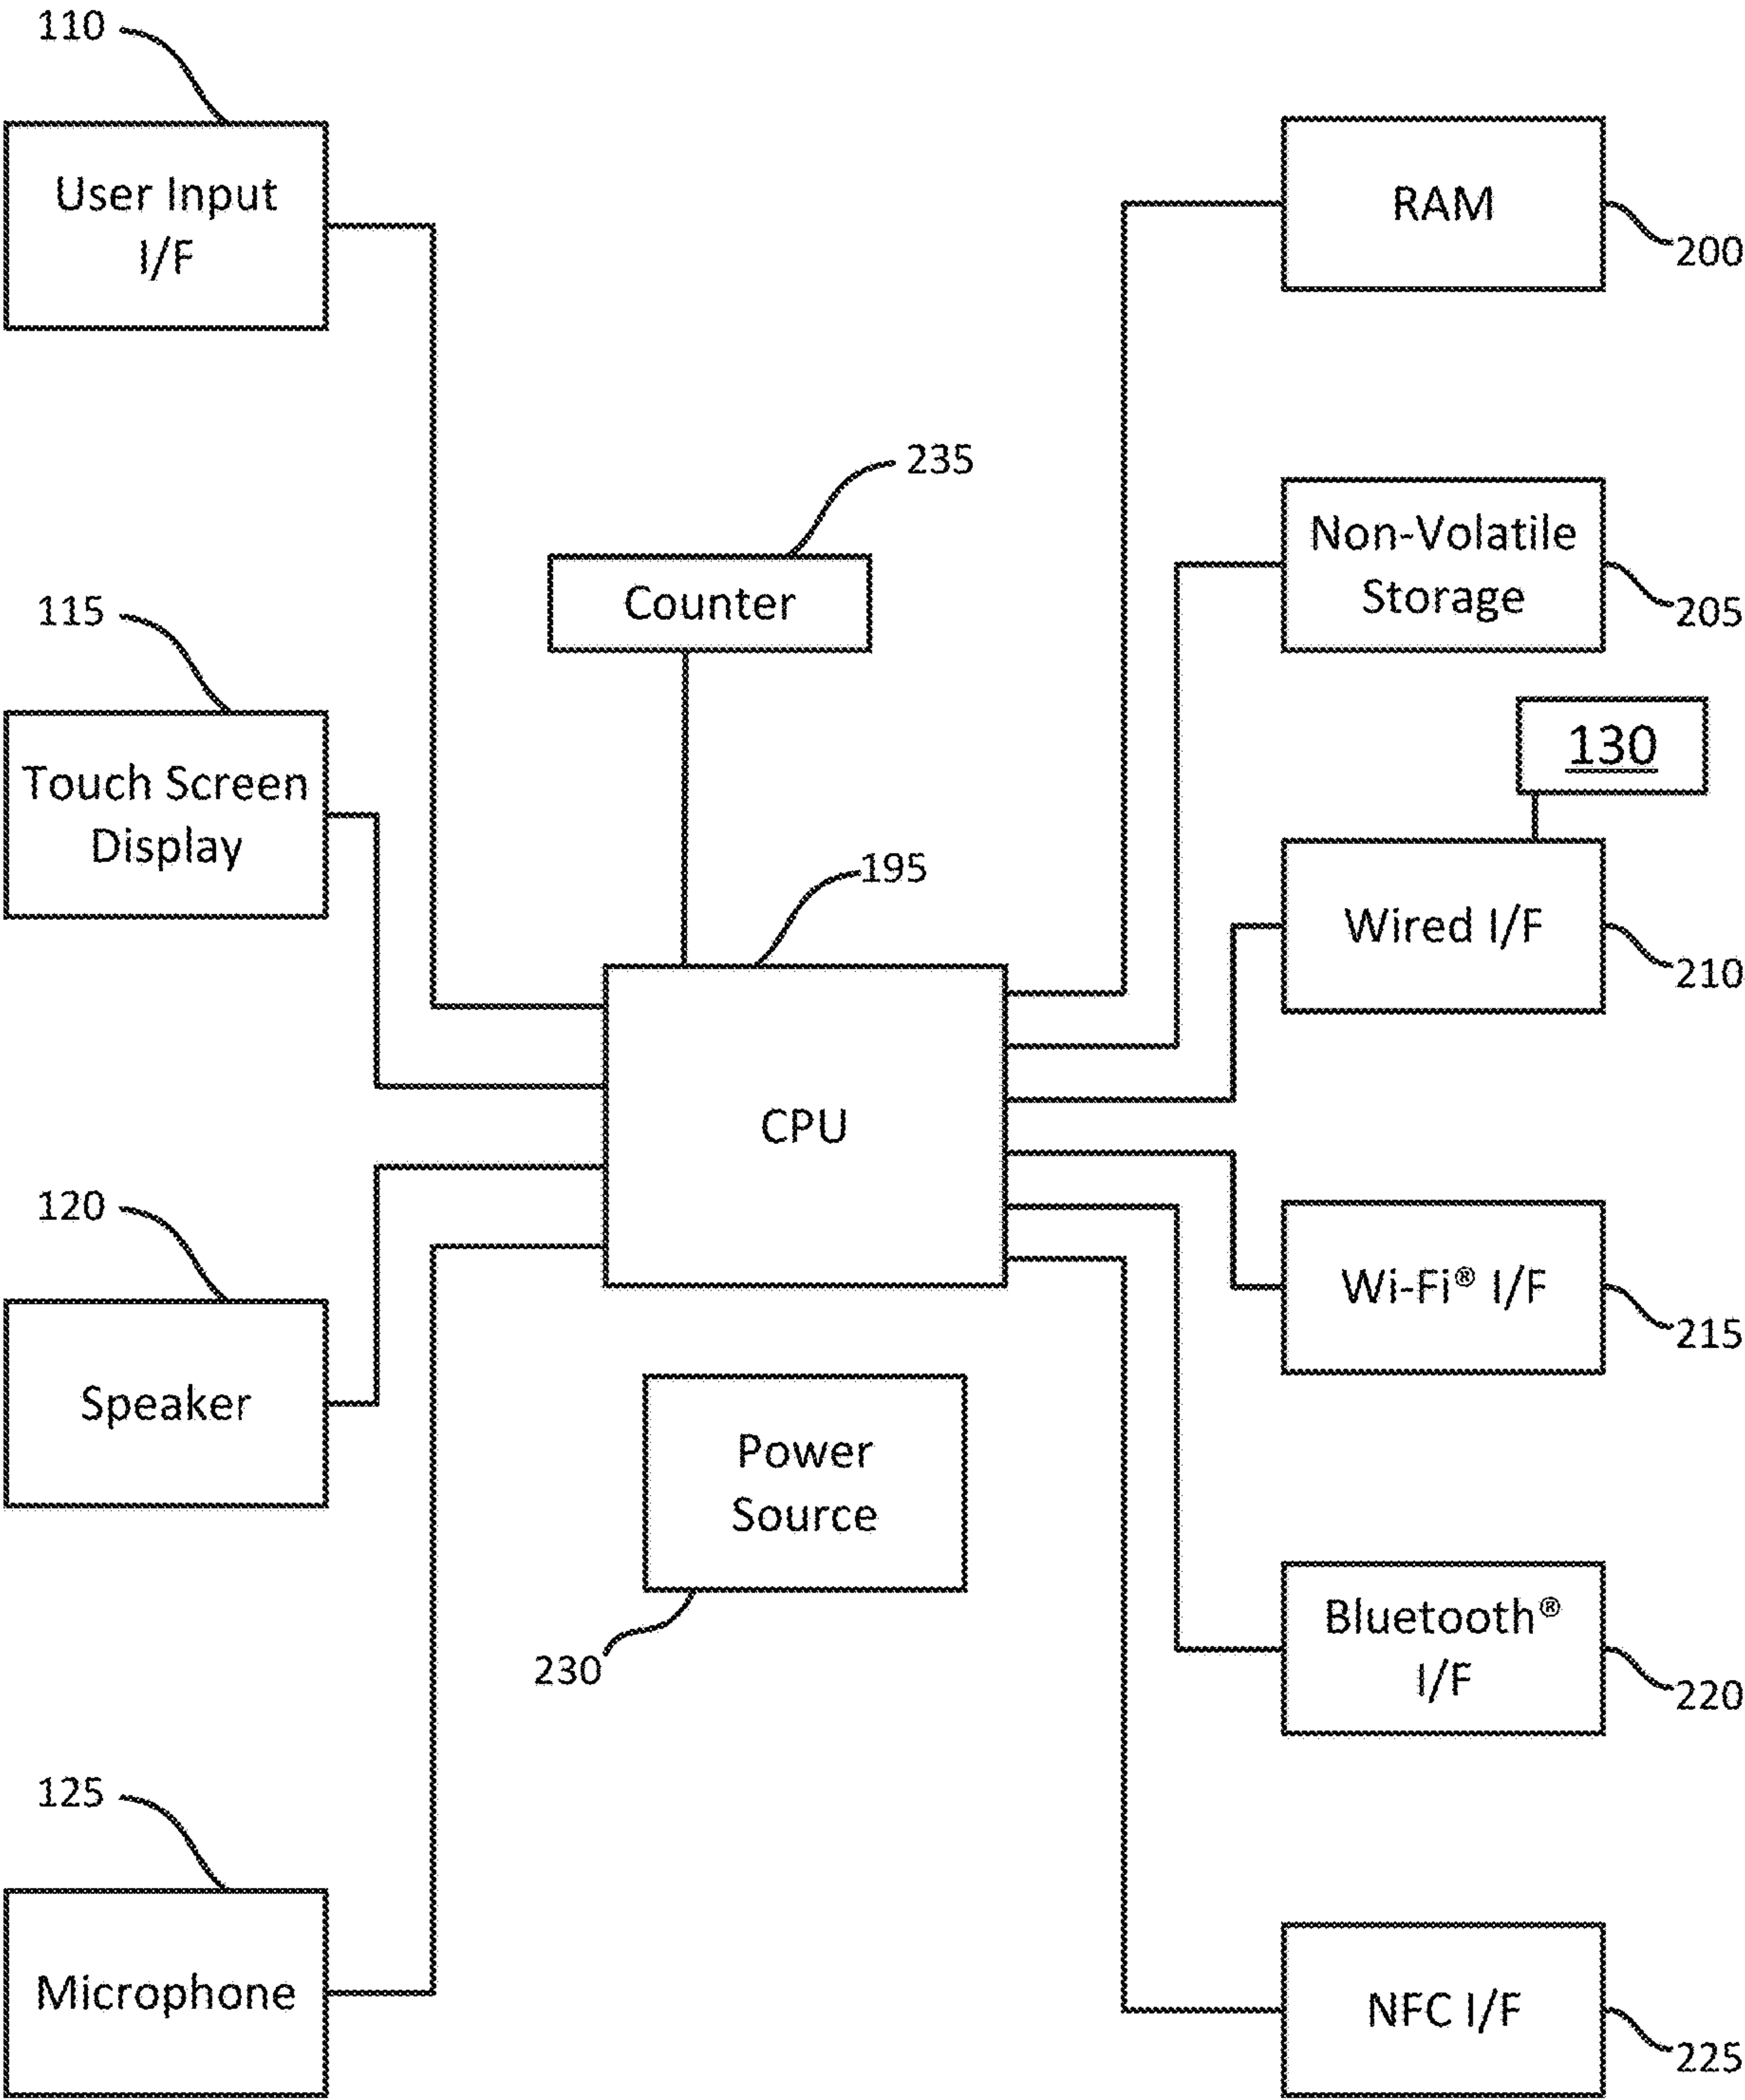 110
User Input
I/F
RAM
200
235
Counter
Non-Volatile
Storage
205
115
Touch Screen
Display
130
195
Wired I/F
210
CPU
120
Speaker
Wi-Fi® I/F
215
Power
Source
230
Bluetooth®
I/F
220
125
Microphone
NFC I/F
225